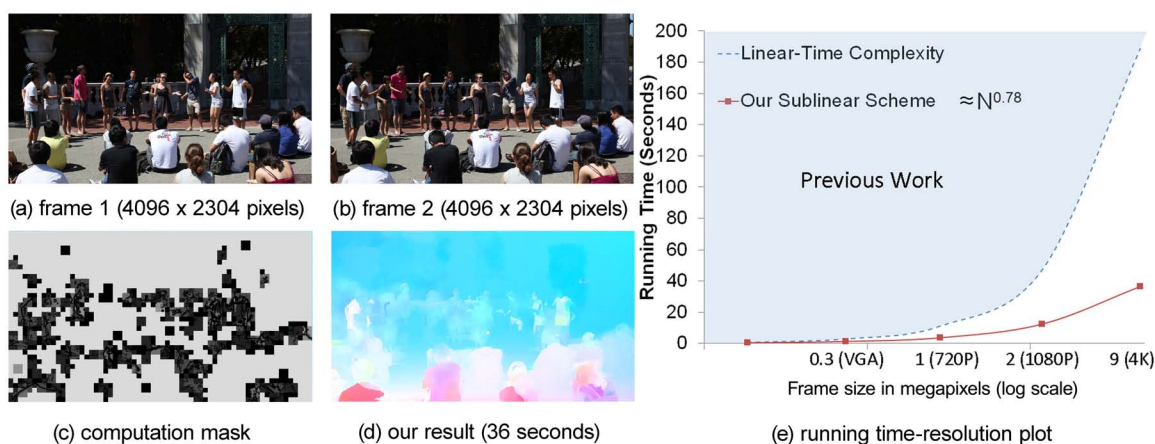 (a) frame 1 (4096 x 2304 pixels)
(b) frame 2 (4096 x 2304 pixels)
(c) computation mask
(d) our result (36 seconds)
Running Time (Seconds)
200
180
160
140
120
100
80
60
40
20
0
Linear-Time Complexity
Our Sublinear Scheme ≈ N^0.78
Previous Work
0.3 (VGA) 1 (720P) 2 (1080P) 9 (4K)
Frame size in megapixels (log scale)
(e) running time-resolution plot